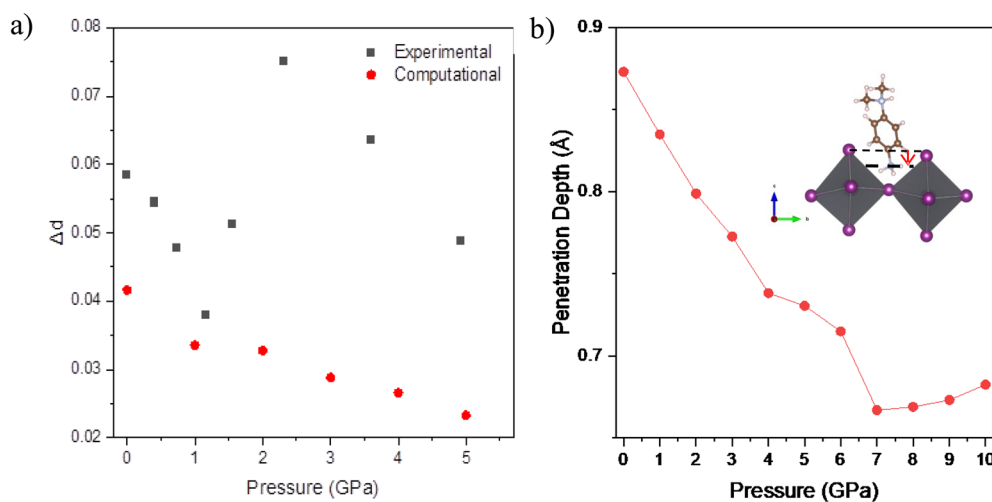 a)
0.08
0.07
0.06
0.05
0.04
0.03
0.02
Δd
Experimental
Computational
0 1 2 3 4 5
Pressure (GPa)
b)
0.9
0.8
0.7
Penetration Depth (Å)
c
b
0 1 2 3 4 5 6 7 8 9 10
Pressure (GPa)